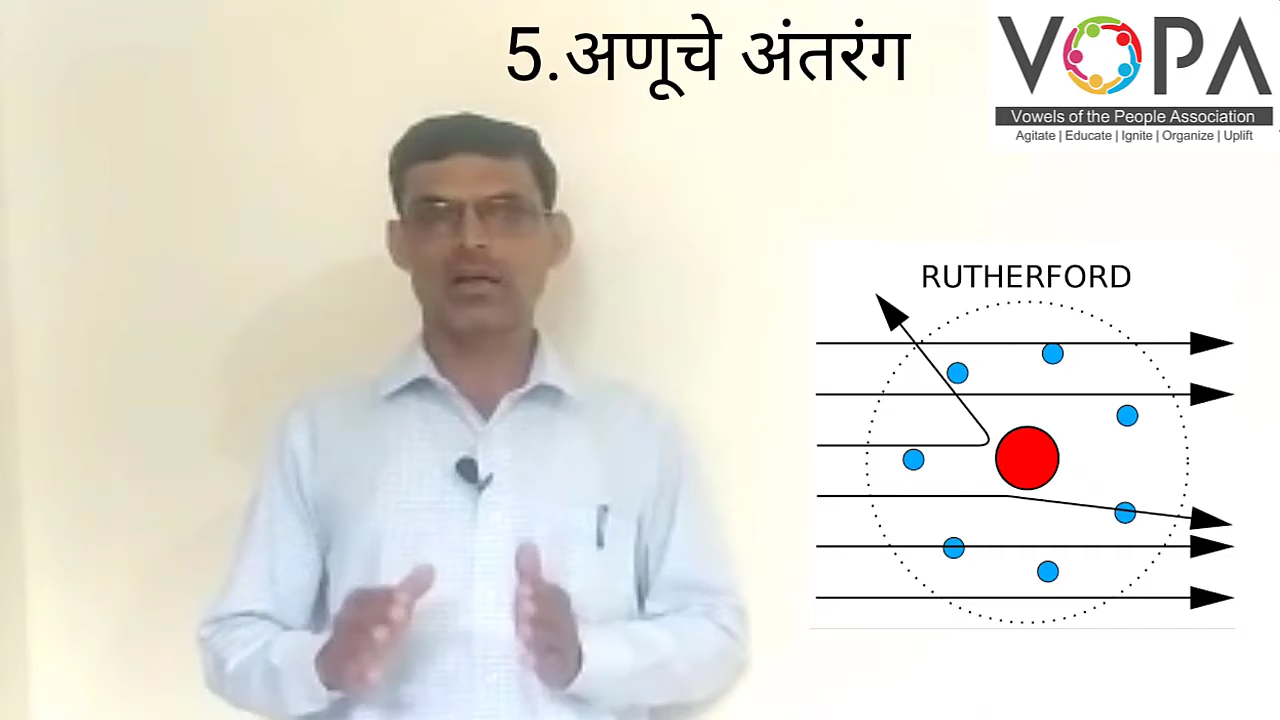 5.अणूचे अंतरंग
VOPA
Vowels of the People Association
Agitate | Educate | Ignite | Organize | Uplift
RUTHERFORD